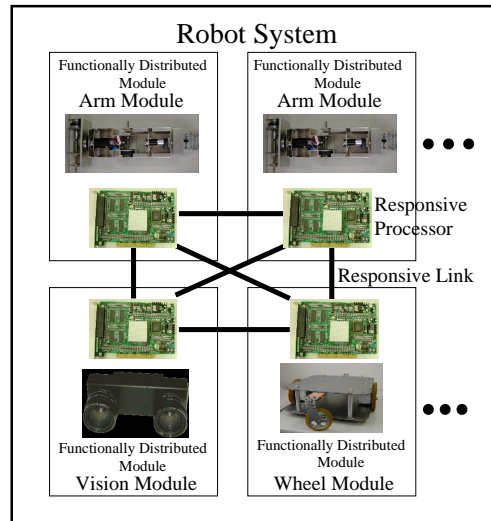 Robot System
Functionally Distributed
Module
Arm Module
Functionally Distributed
Module
Arm Module
Responsive
Processor
Responsive Link
Functionally Distributed
Module
Vision Module
Functionally Distributed
Module
Wheel Module